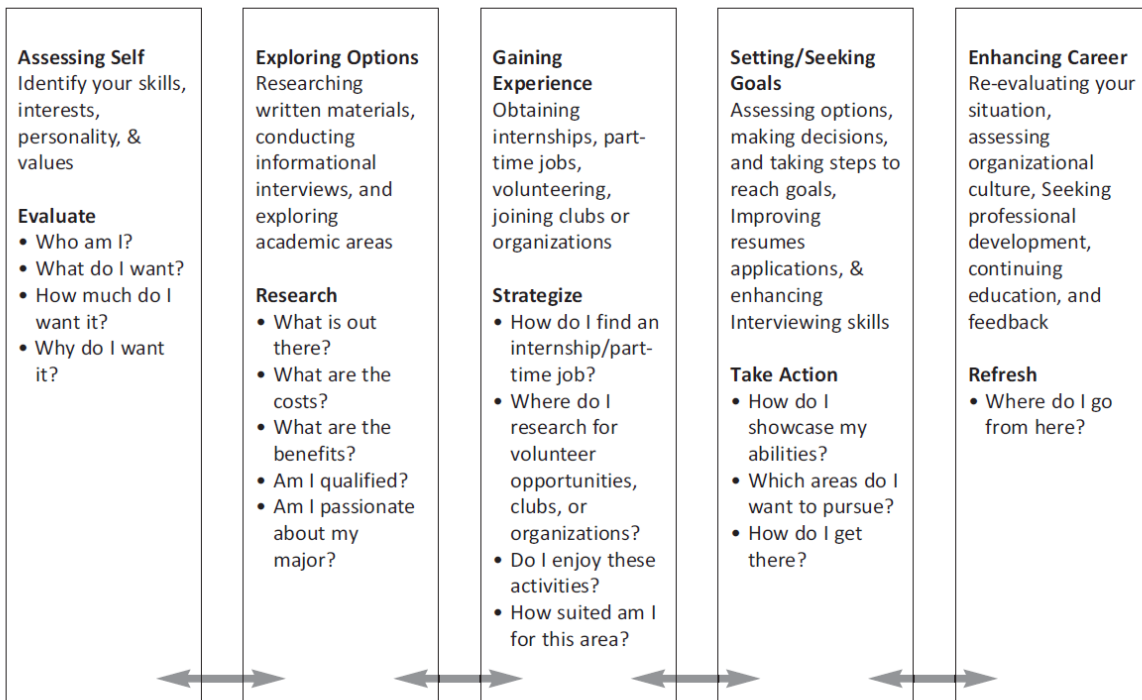 Assessing Self
Identify your skills,
interests,
personality, &
values
Evaluate
• Who am I?
• What do I want?
• How much do I
want it?
• Why do I want
it?
Exploring Options
Researching
written materials,
conducting
informational
interviews, and
exploring
academic areas
Research
• What is out
there?
• What are the
costs?
• What are the
benefits?
• Am I qualified?
• Am I passionate
about my
major?
Gaining
Experience
Obtaining
internships, part-
time jobs,
volunteering,
joining clubs or
organizations
Strategize
• How do I find an
internship/part-
time job?
• Where do I
research for
volunteer
opportunities,
clubs, or
organizations?
• Do I enjoy these
activities?
• How suited am I
for this area?
Setting/Seeking
Goals
Assessing options,
making decisions,
and taking steps to
reach goals,
Improving
resumes
applications, &
enhancing
Interviewing skills
Take Action
• How do I
showcase my
abilities?
• Which areas do I
want to pursue?
• How do I get
there?
Enhancing Career
Re-evaluating your
situation,
assessing
organizational
culture, Seeking
professional
development,
continuing
education, and
feedback
Refresh
• Where do I go
from here?